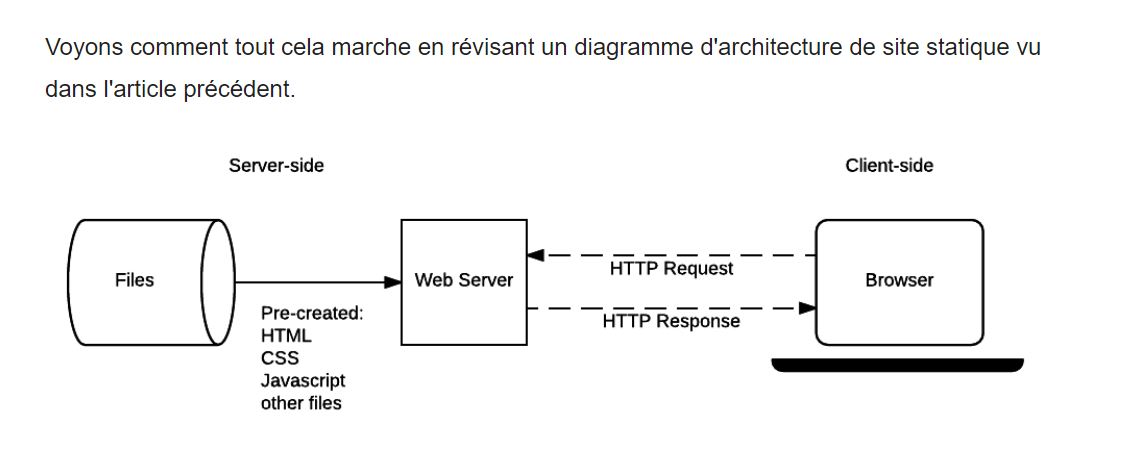 Voyons comment tout cela marche en révisant un diagramme d'architecture de site statique vu
dans l'article précédent.
Server-side
Client-side
Files
Web Server
HTTP Request
Browser
HTTP Response
Pre-created:
HTML
CSS
Javascript
other files